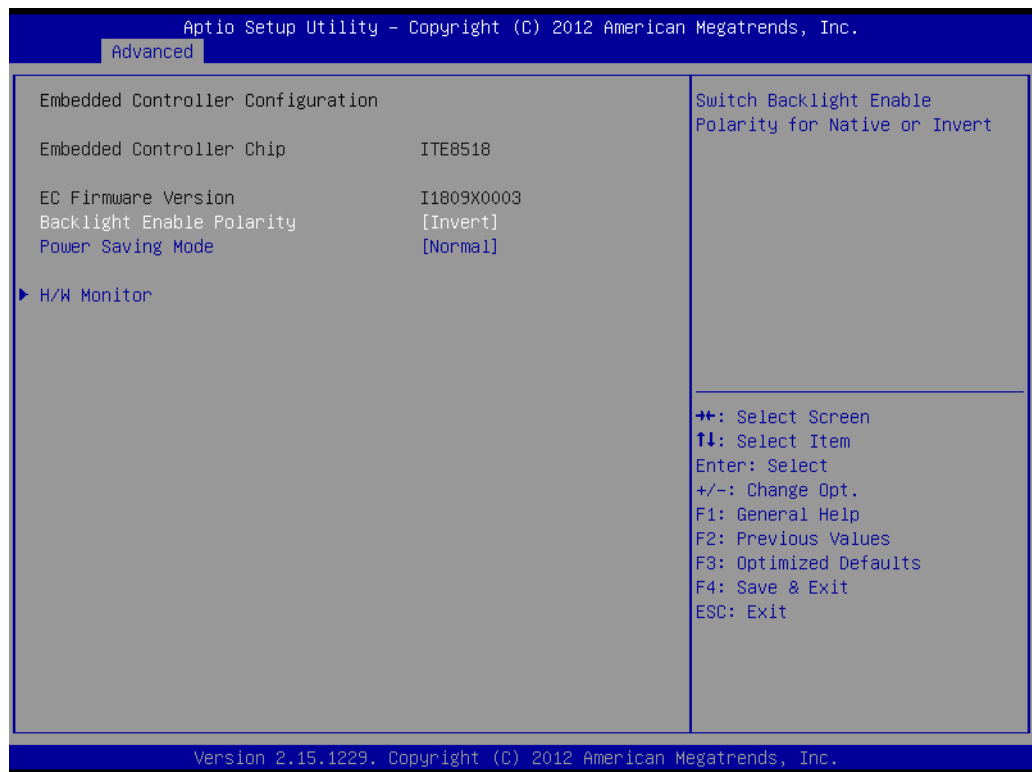 Aptio Setup Utility – Copyright (C) 2012 American Megatrends, Inc.
Advanced
Embedded Controller Configuration
Embedded Controller Chip ITE8518
EC Firmware Version I1809X0003
Backlight Enable Polarity [Invert]
Power Saving Mode [Normal]
▶ H/W Monitor
Switch Backlight Enable
Polarity for Native or Invert
→←: Select Screen
↑↓: Select Item
Enter: Select
+/-: Change Opt.
F1: General Help
F2: Previous Values
F3: Optimized Defaults
F4: Save & Exit
ESC: Exit
Version 2.15.1229. Copyright (C) 2012 American Megatrends, Inc.